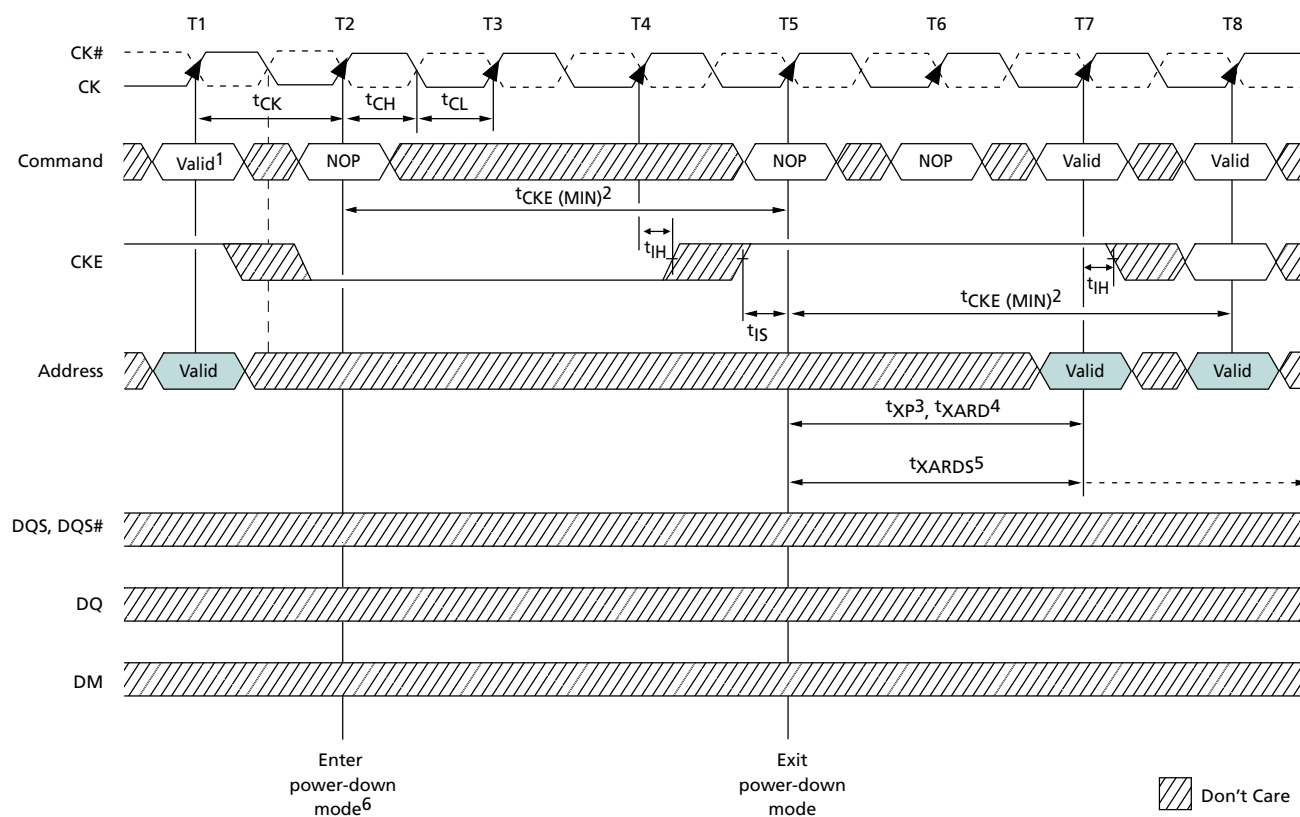 T1 T2 T3 T4 T5 T6 T7 T8
CK#
CK
tCK tCH tCL
Command Valid1 NOP NOP NOP Valid Valid
tCKE (MIN)2
tIH
CKE
tIH
tCKE (MIN)2
tIS
Address Valid Valid Valid
tXP3, tXARD4
tXARDS5
DQS, DQS#
DQ
DM
Enter
power-down
mode6
Exit
power-down
mode
Don't Care